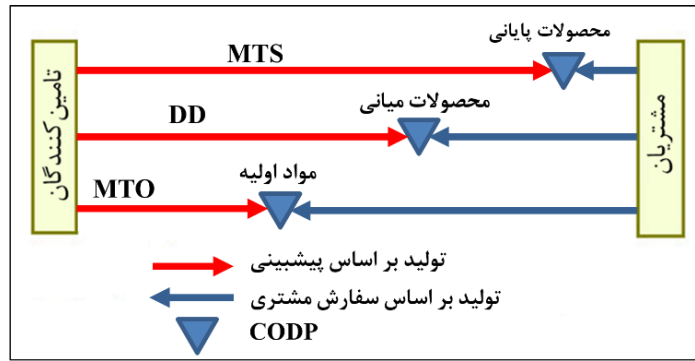 محصولات پایانی
MTS
محصولات میانی
DD
مواد اولیه
MTO
تامین کنندگان
مشتریان
تولید بر اساس پیشبینی
تولید بر اساس سفارش مشتری
CODP